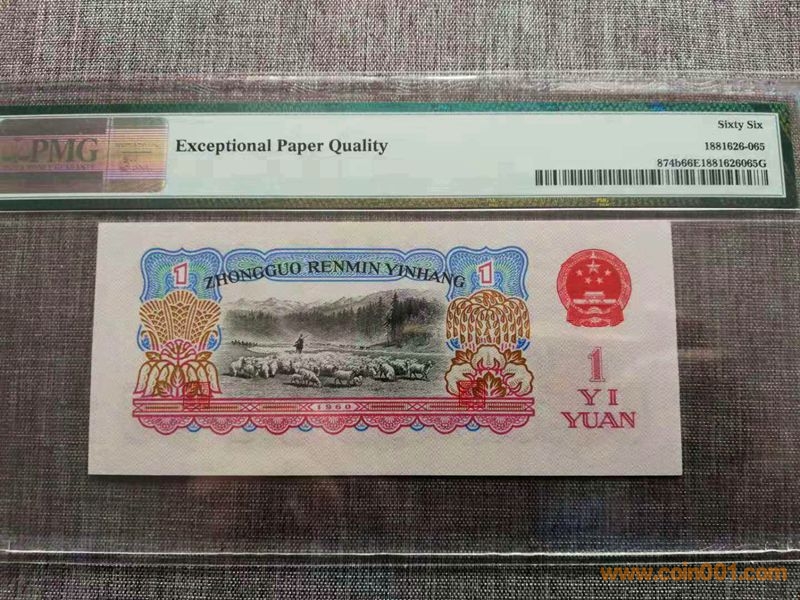 PMG
Exceptional Paper Quality
Sixty Six
1881626-065
874b66E1881626065G
1
ZHONGGUO RENMIN YINHANG
1
1960
1
YI
YUAN
www.coin001.com